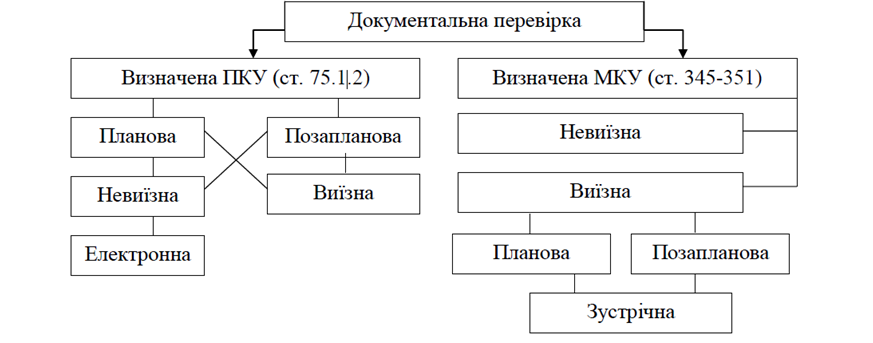 Документальна перевірка
Визначена ПКУ (ст. 75.1|.2)
Визначена МКУ (ст. 345-351)
Планова
Позапланова
Невиїзна
Невиїзна
Виїзна
Виїзна
Електронна
Планова
Позапланова
Зустрічна